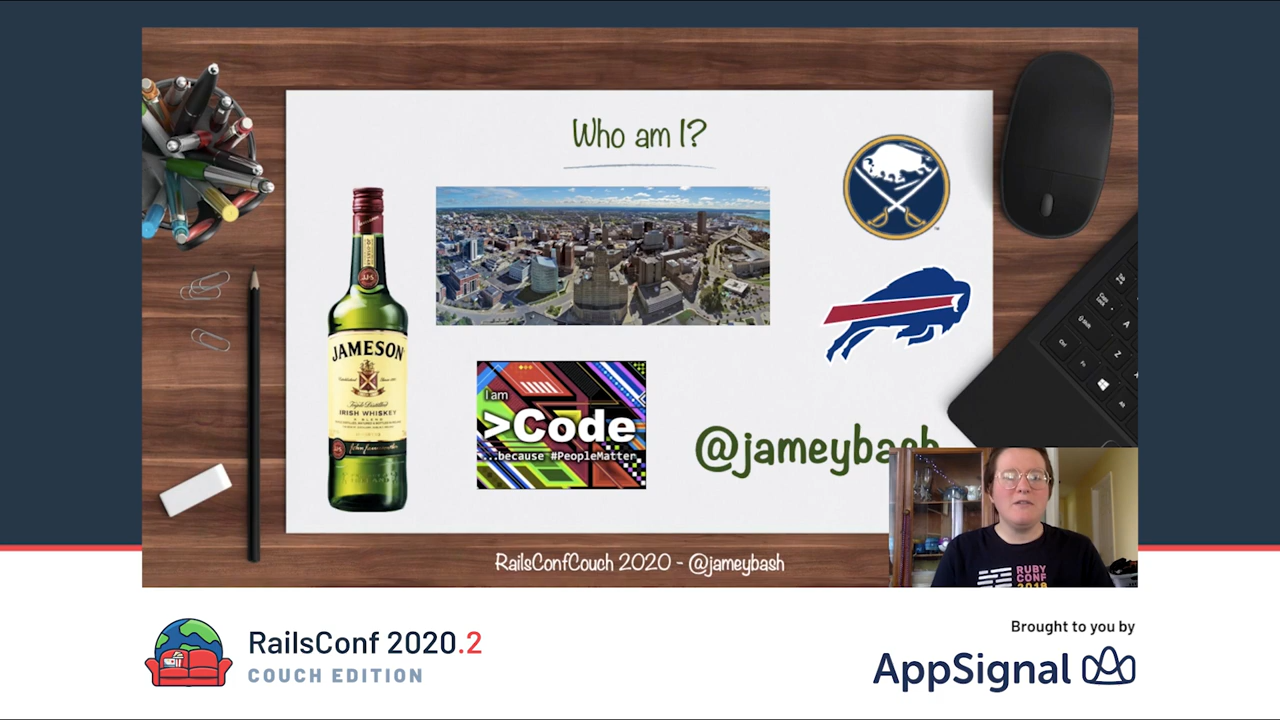 Who am I?
JAMESON
IRISH WHISKEY
I am
>Code
...because #PeopleMatter
@jameybash
RUBY
CONF
2018
RailsConfCouch 2020 - @jameybash
RailsConf 2020.2
COUCH EDITION
Brought to you by
AppSignal